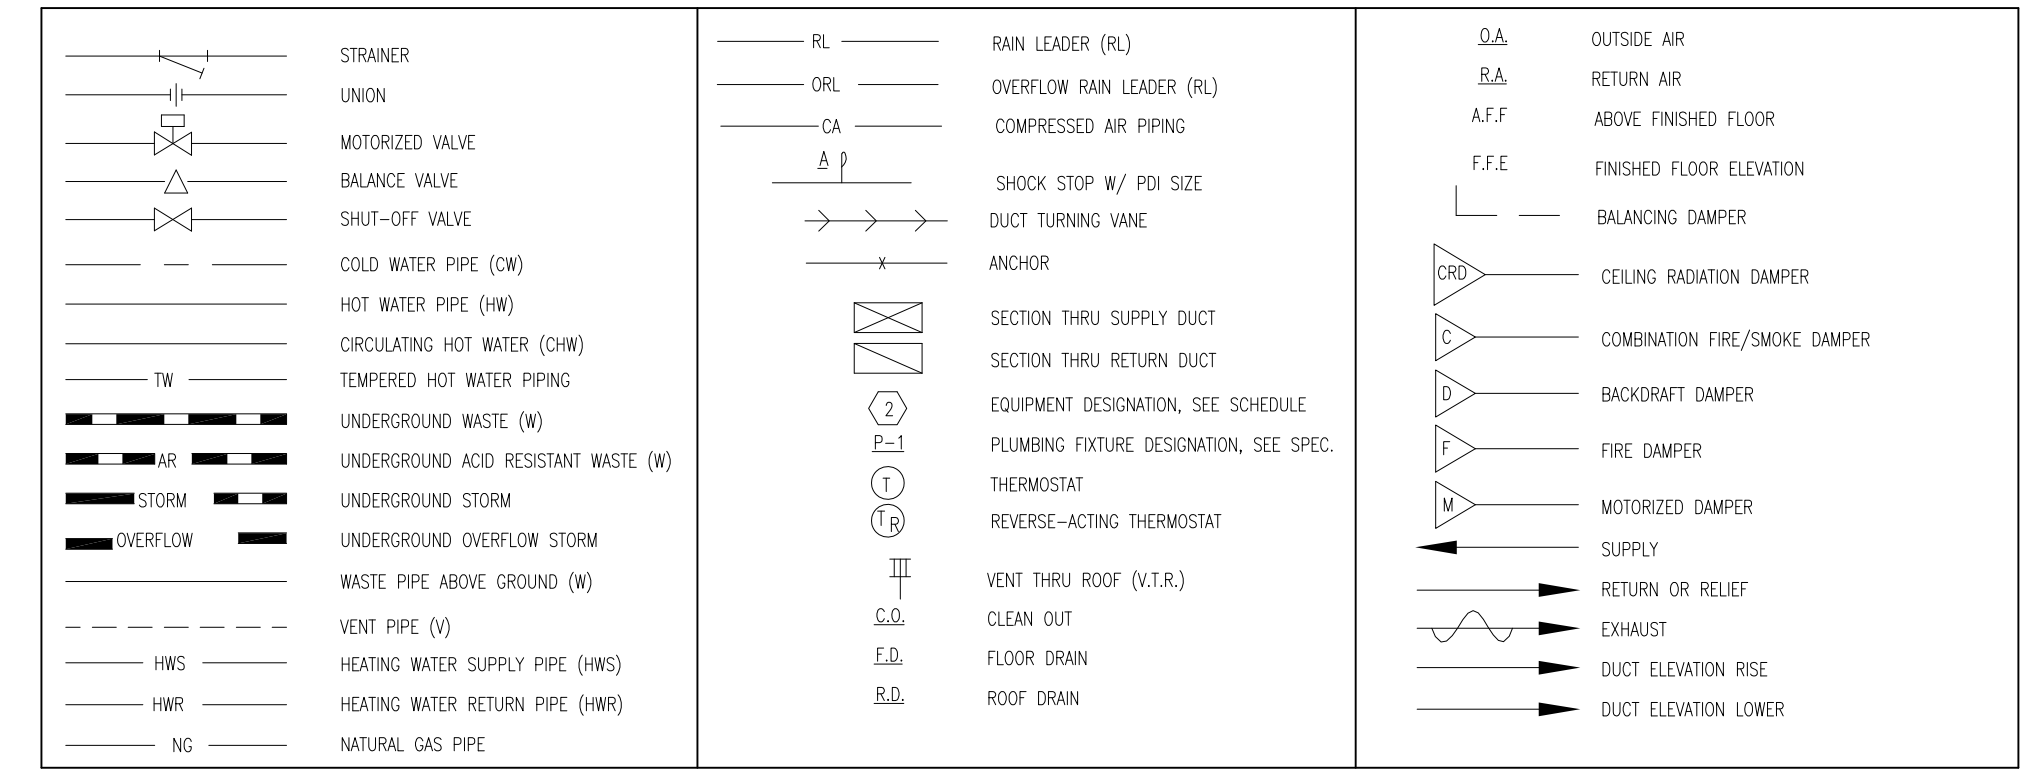 STRAINER
UNION
MOTORIZED VALVE
BALANCE VALVE
SHUT-OFF VALVE
COLD WATER PIPE (CW)
HOT WATER PIPE (HW)
CIRCULATING HOT WATER (CHW)
TW TEMPERED HOT WATER PIPING
UNDERGROUND WASTE (W)
AR UNDERGROUND ACID RESISTANT WASTE (W)
STORM UNDERGROUND STORM
OVERFLOW UNDERGROUND OVERFLOW STORM
WASTE PIPE ABOVE GROUND (W)
VENT PIPE (V)
HWS HEATING WATER SUPPLY PIPE (HWS)
HWR HEATING WATER RETURN PIPE (HWR)
NG NATURAL GAS PIPE
RL RAIN LEADER (RL)
ORL OVERFLOW RAIN LEADER (RL)
CA COMPRESSED AIR PIPING
A
SHOCK STOP W/ PDI SIZE
DUCT TURNING VANE
X ANCHOR
SECTION THRU SUPPLY DUCT
SECTION THRU RETURN DUCT
2 EQUIPMENT DESIGNATION, SEE SCHEDULE
P-1 PLUMBING FIXTURE DESIGNATION, SEE SPEC.
T THERMOSTAT
TR REVERSE-ACTING THERMOSTAT
VENT THRU ROOF (V.T.R.)
C.O. CLEAN OUT
F.D. FLOOR DRAIN
R.D. ROOF DRAIN
O.A. OUTSIDE AIR
R.A. RETURN AIR
A.F.F ABOVE FINISHED FLOOR
F.F.E FINISHED FLOOR ELEVATION
BALANCING DAMPER
CRD CEILING RADIATION DAMPER
C COMBINATION FIRE/SMOKE DAMPER
D BACKDRAFT DAMPER
F FIRE DAMPER
M MOTORIZED DAMPER
SUPPLY
RETURN OR RELIEF
EXHAUST
DUCT ELEVATION RISE
DUCT ELEVATION LOWER